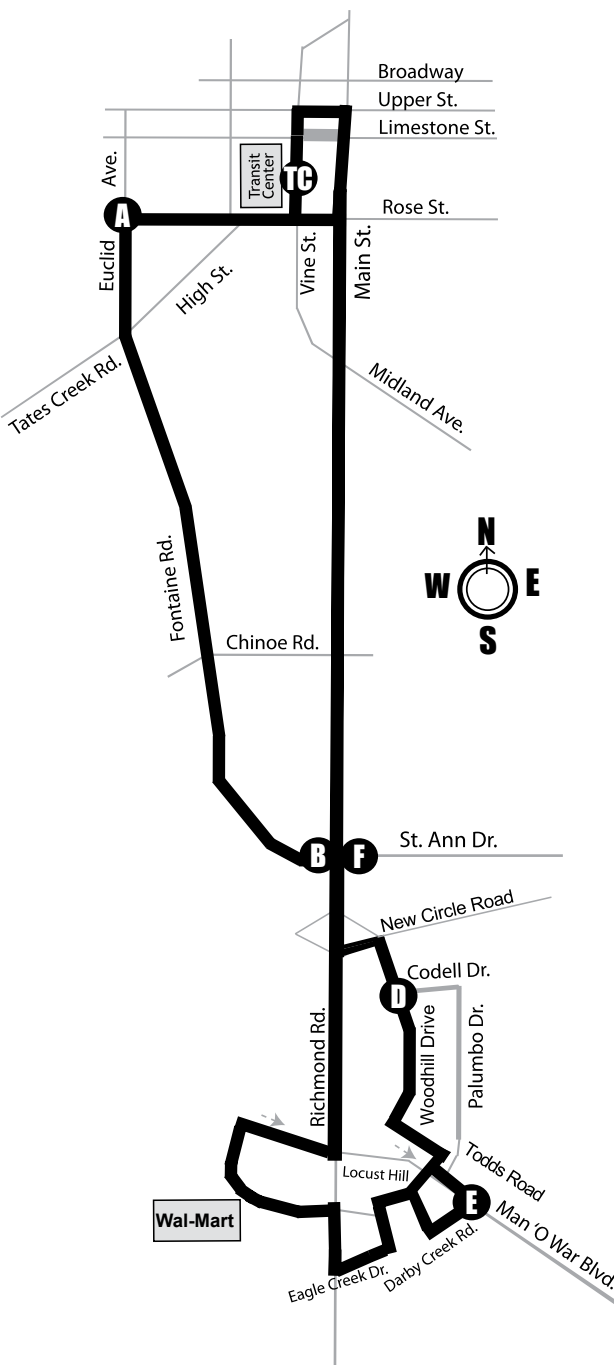 Broadway
Upper St.
Limestone St.
Transit
Center
TC
Ave.
A
Rose St.
Euclid
High St.
Vine St.
Main St.
Tates Creek Rd.
Midland Ave.
N
W
E
S
Fontaine Rd.
Chinoe Rd.
B
F
St. Ann Dr.
New Circle Road
Codell Dr.
D
Woodhill Drive
Palumbo Dr.
Richmond Rd.
Locust Hill
Todds Road
Wal-Mart
E
Man ‘O War Blvd.
Darby Creek Rd.
Eagle Creek Dr.